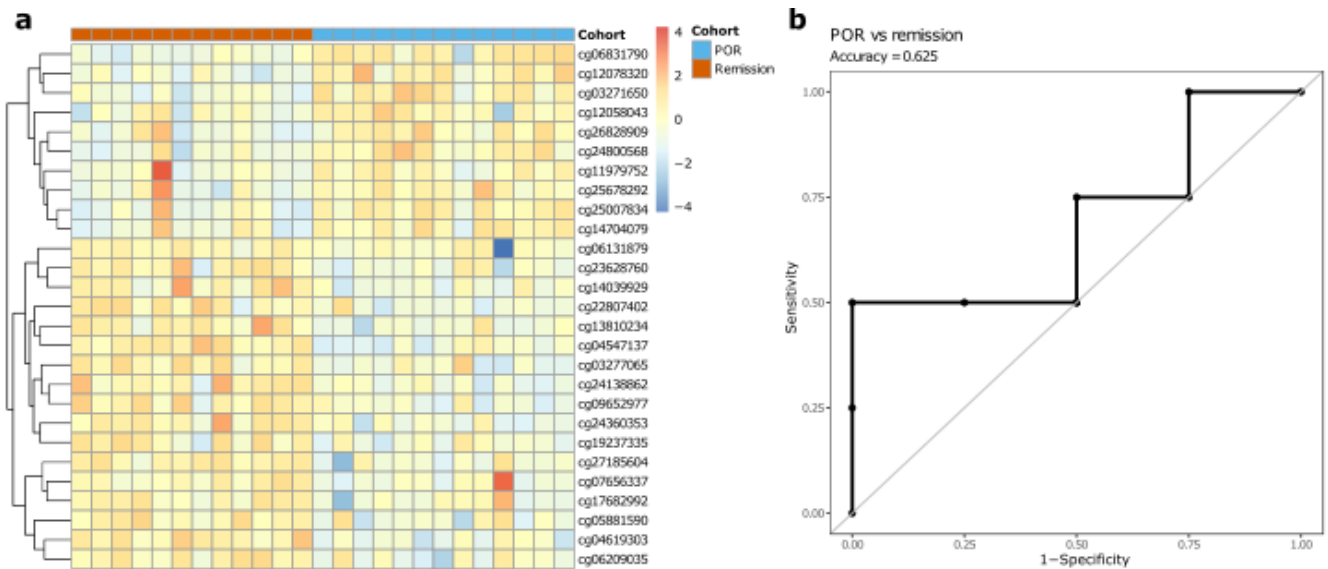 a
Cohort
cg06831790
cg12078320
cg03271650
cg12058043
cg26828909
cg24800568
cg11979752
cg25678292
cg25007834
cg14704079
cg06131879
cg23628760
cg14039929
cg22807402
cg13810234
cg04547137
cg03277065
cg24138862
cg09652977
cg24360353
cg19237335
cg27185604
cg07656337
cg17682992
cg05881590
cg04619303
cg06209035
4
2
0
−2
−4
Cohort
POR
Remission
b
POR vs remission
Accuracy = 0.625
Sensitivity
1.00
0.75
0.50
0.25
0.00
0.00
0.25
0.50
0.75
1.00
1−Specificity